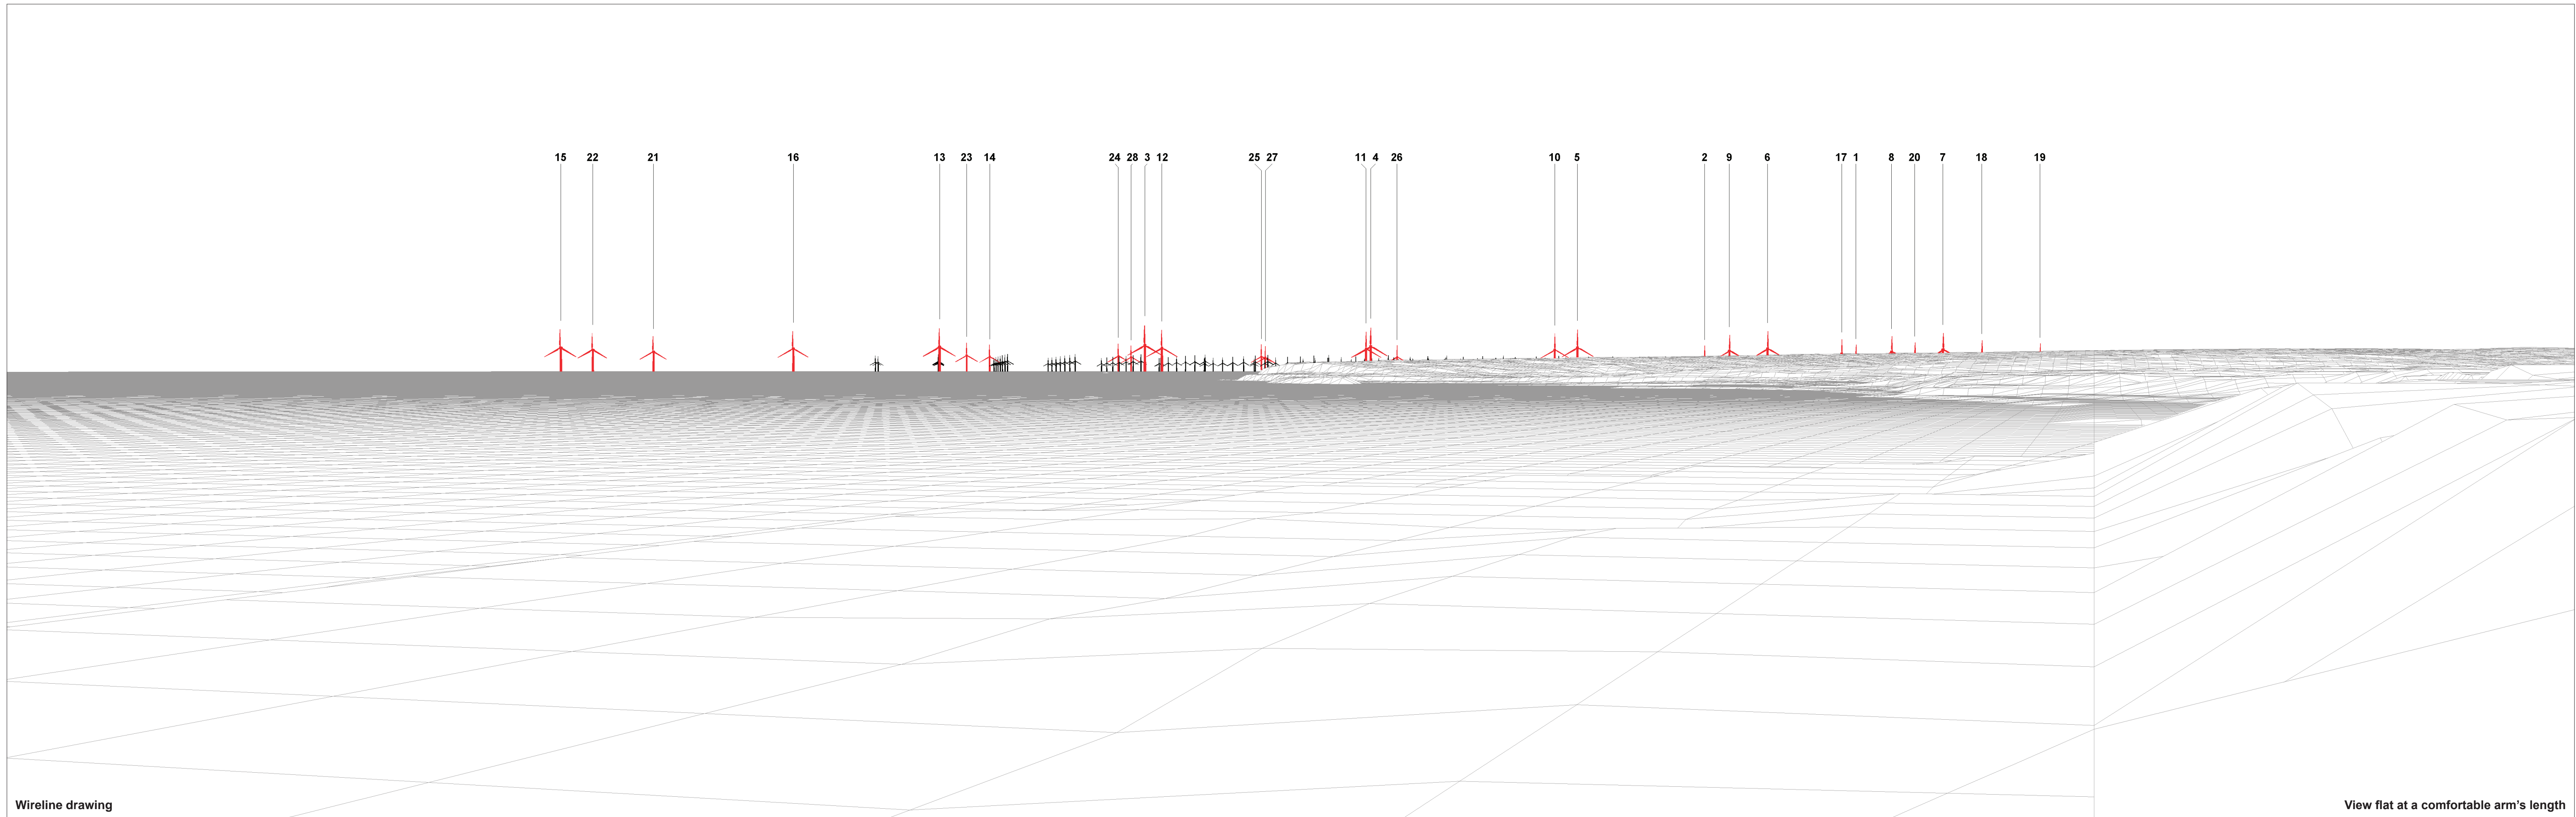 15 22 21 16 13 23 14 24 28 3 12 25 27 11 4 26 10 5 2 9 6 17 1 8 20 7 18 19
Wireline drawing
View flat at a comfortable arm's length